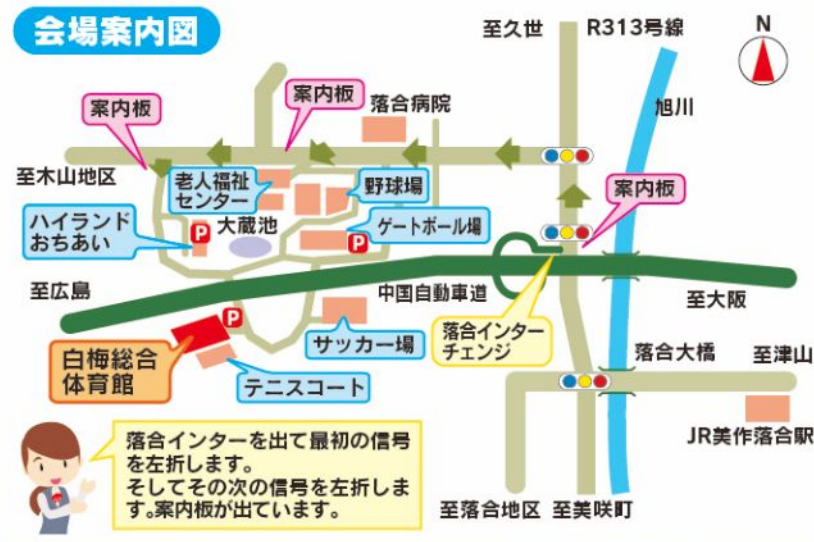 会場案内図
至久世
R313号線
N
旭川
案内板
案内板
落合病院
至木山地区
老人福祉
センター
野球場
案内板
ハイランド
おちあい
P
大蔵池
ゲートボール場
P
至広島
中国自動車道
至大阪
P
サッカー場
落合インター
チェンジ
落合大橋
至津山
白梅総合
体育館
テニスコート
JR美作落合駅
落合インターを出て最初の信号
を左折します。
そしてその次の信号を左折しま
す。案内板が出ています。
至落合地区
至美咲町